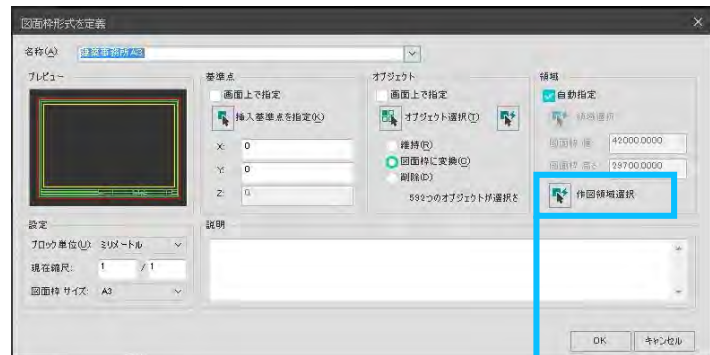 図面枠形式を定義
名称(A) 建築事務所A3
プレビュー
基準点
画面上で指定
挿入基準点を指定(K)
X: 0
Y: 0
Z: 0
オブジェクト
画面上で指定
オブジェクト選択(T)
維持(R)
図面枠に変換(O)
削除(D)
592つのオブジェクトが選択を
領域
自動指定
領域選択
図面枠 幅: 42000.0000
図面枠 高さ: 29700.0000
作図領域選択
設定
ブロック単位(U): ミリメートル
現在縮尺: 1 / 1
図面枠 サイズ: A3
説明
OK キャンセル